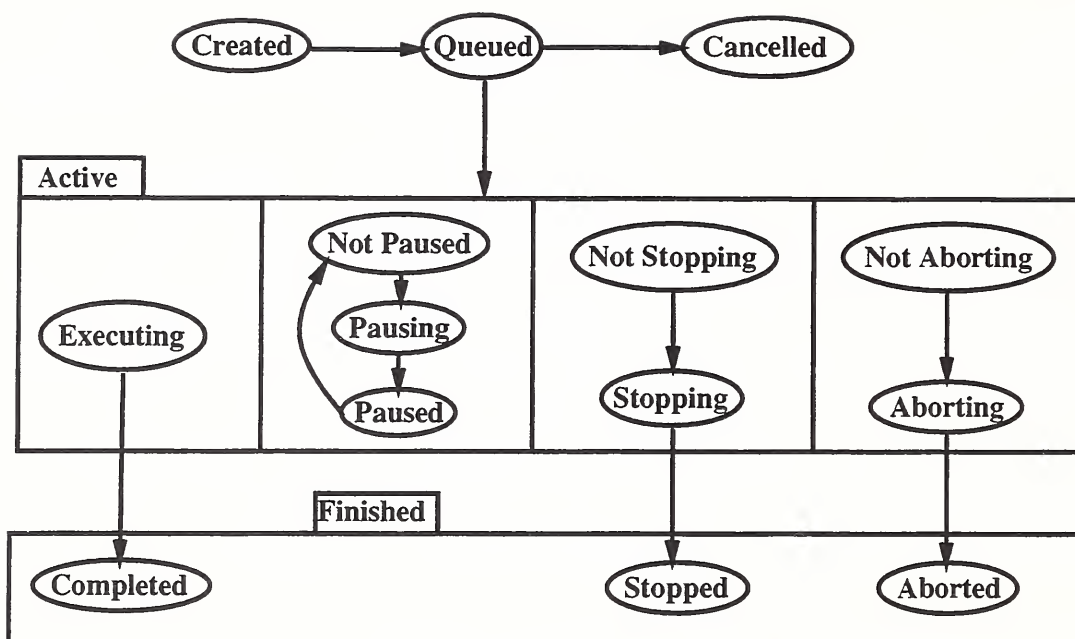 Created
Queued
Cancelled
Active
Not Paused
Not Stopping
Not Aborting
Executing
Pausing
Paused
Stopping
Aborting
Finished
Completed
Stopped
Aborted